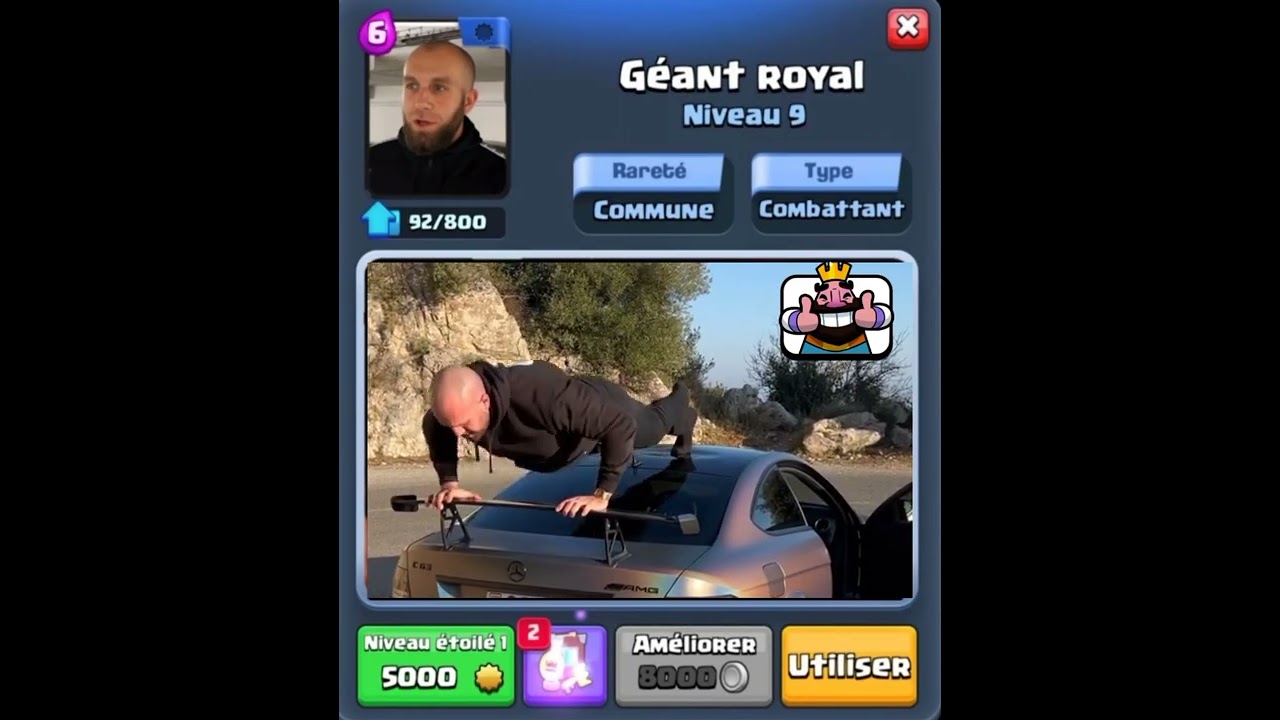 6
Géant royal
Niveau 9
Rareté
Commune
Type
Combattant
92/800
C 63
AMG
Niveau étoilé 1
5000
2
Améliorer
8000
Utiliser